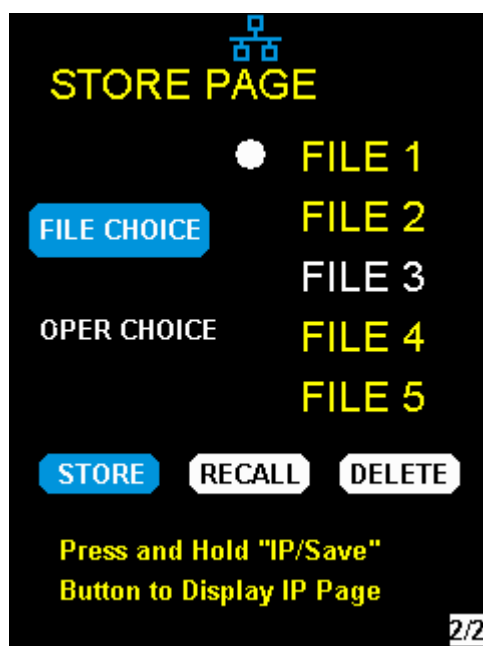 STORE PAGE
FILE 1
FILE CHOICE
FILE 2
FILE 3
OPER CHOICE
FILE 4
FILE 5
STORE RECALL DELETE
Press and Hold "IP/Save"
Button to Display IP Page
2/2